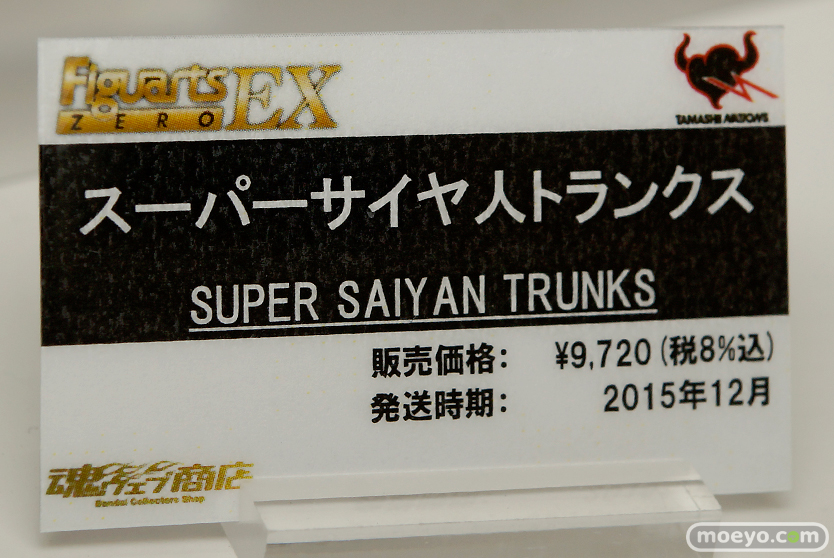 Figuarts
ZERO EX
TAMASHII NATIONS
スーパーサイヤ人トランクス
SUPER SAIYAN TRUNKS
販売価格: ¥9,720(税8%込)
発送時期: 2015年12月
魂ウェブ商店
Bandai Collectors Shop
moeyo.com